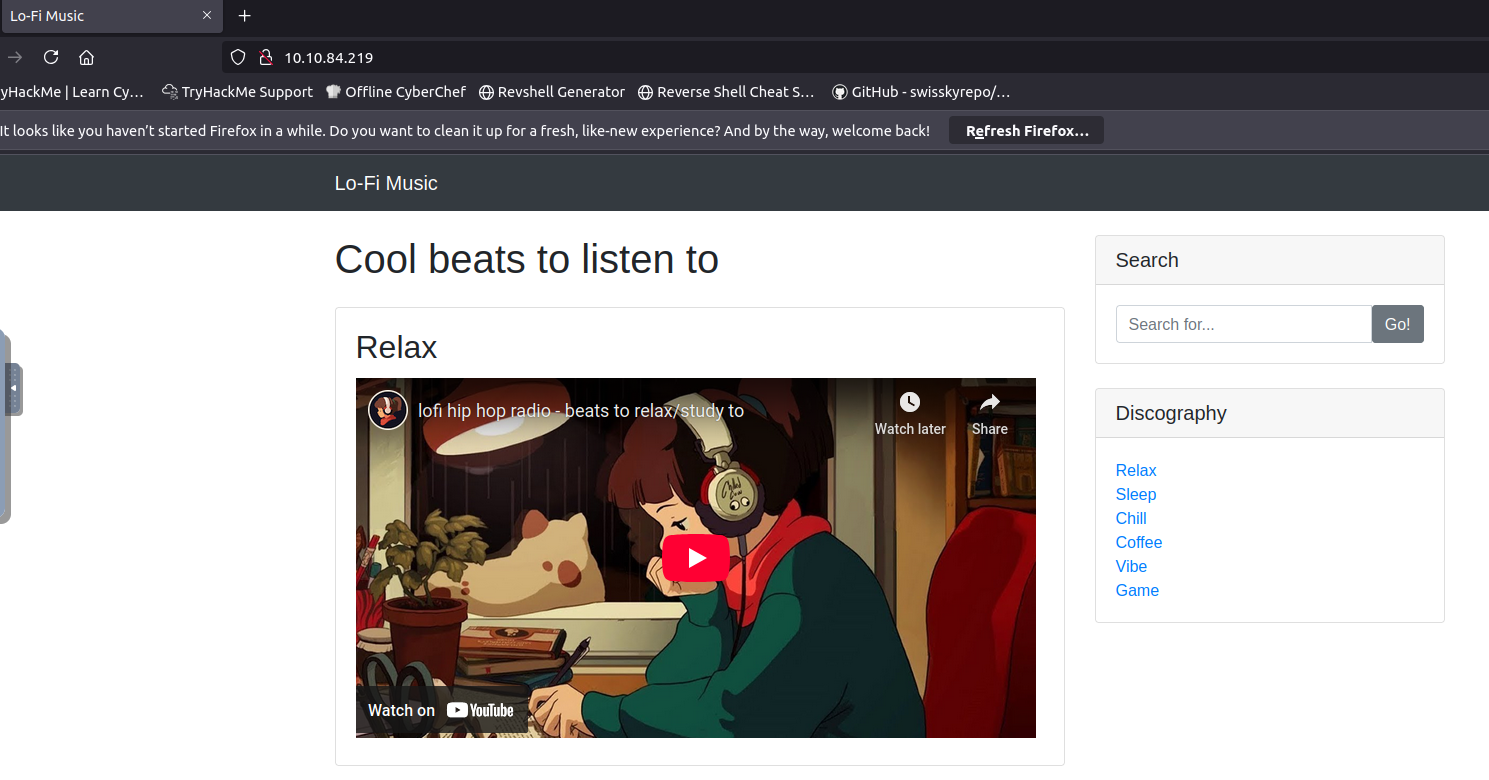 Lo-Fi Music
10.10.84.219
yHackMe | Learn Cy… TryHackMe Support Offline CyberChef Revshell Generator Reverse Shell Cheat S… GitHub - swisskyrepo/…
It looks like you haven’t started Firefox in a while. Do you want to clean it up for a fresh, like-new experience? And by the way, welcome back! Refresh Firefox…
Lo-Fi Music
Cool beats to listen to
Relax
lofi hip hop radio - beats to relax/study to
Watch later
Share
Watch on YouTube
Search
Search for...
Go!
Discography
Relax
Sleep
Chill
Coffee
Vibe
Game